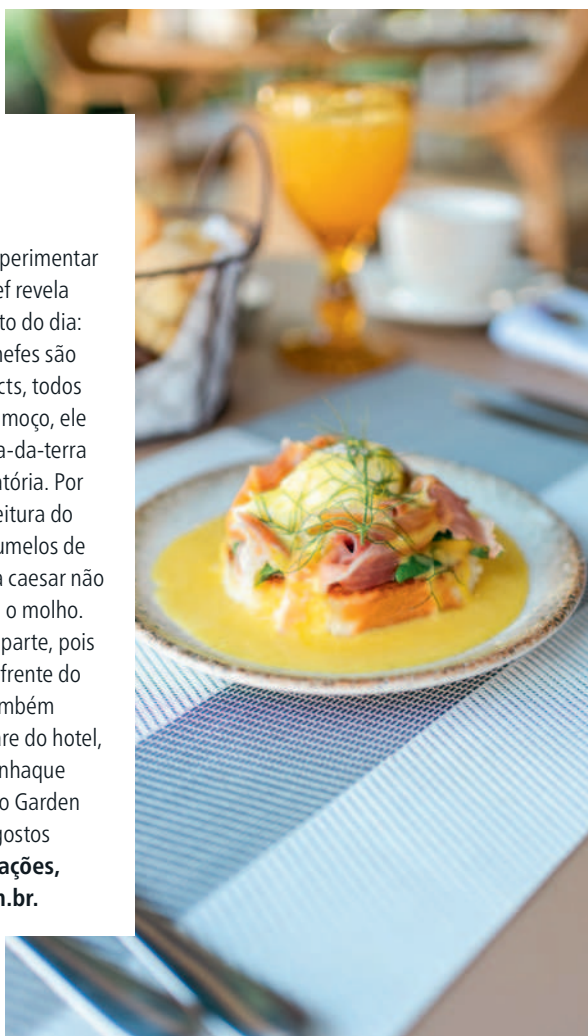 perimentar
ef revela
to do dia:
hefes são
cts, todos
moço, ele
a-da-terra
tória. Por
eitura do
umelos de
a caesar não
o molho.
parte, pois
frente do
mbém
re do hotel,
nhaque
o Garden
gostos
ações,
n.br.